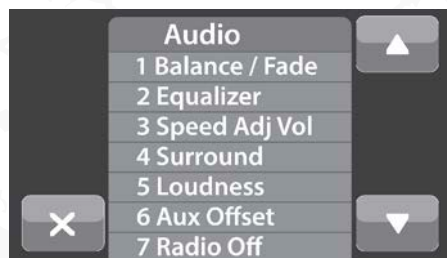 Audio
1 Balance / Fade
2 Equalizer
3 Speed Adj Vol
4 Surround
5 Loudness
6 Aux Offset
7 Radio Off